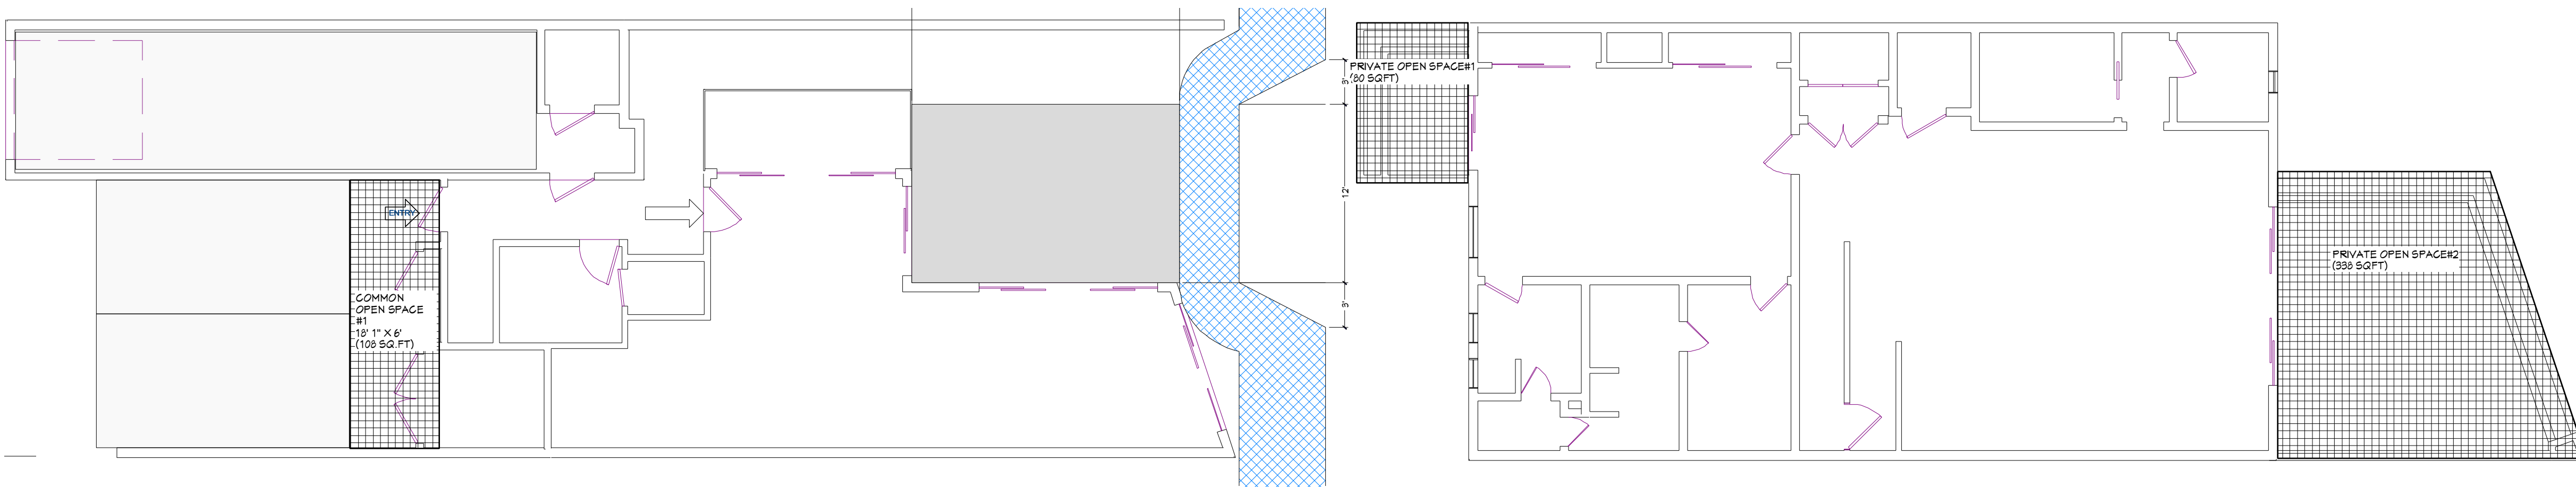 ENTRY
COMMON
OPEN SPACE
#1
18' 1" X 6'
(108 SQ.FT)
3'
12'
3'
PRIVATE OPEN SPACE#1
(80 SQFT)
PRIVATE OPEN SPACE#2
(338 SQFT)